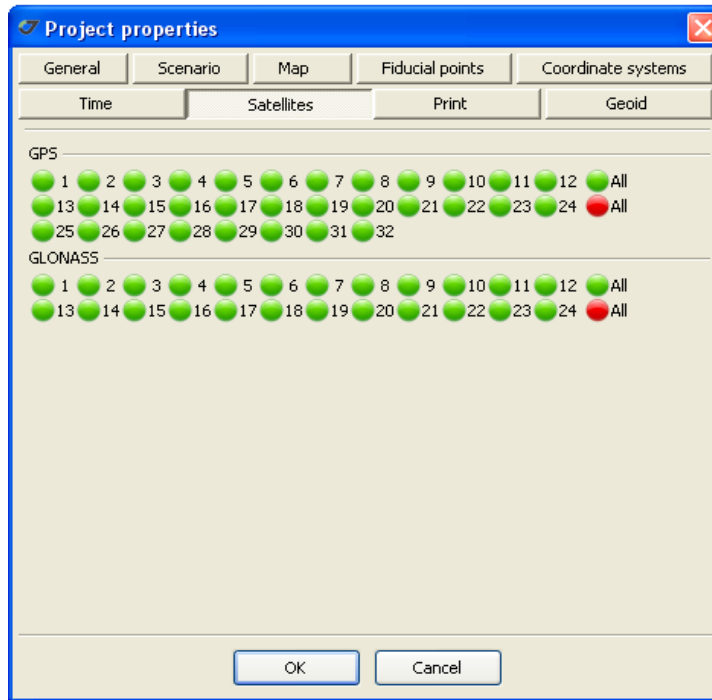 Project properties
General Scenario Map Fiducial points Coordinate systems
Time Satellites Print Geoid
GPS
1 2 3 4 5 6 7 8 9 10 11 12 All
13 14 15 16 17 18 19 20 21 22 23 24 All
25 26 27 28 29 30 31 32
GLONASS
1 2 3 4 5 6 7 8 9 10 11 12 All
13 14 15 16 17 18 19 20 21 22 23 24 All
OK Cancel